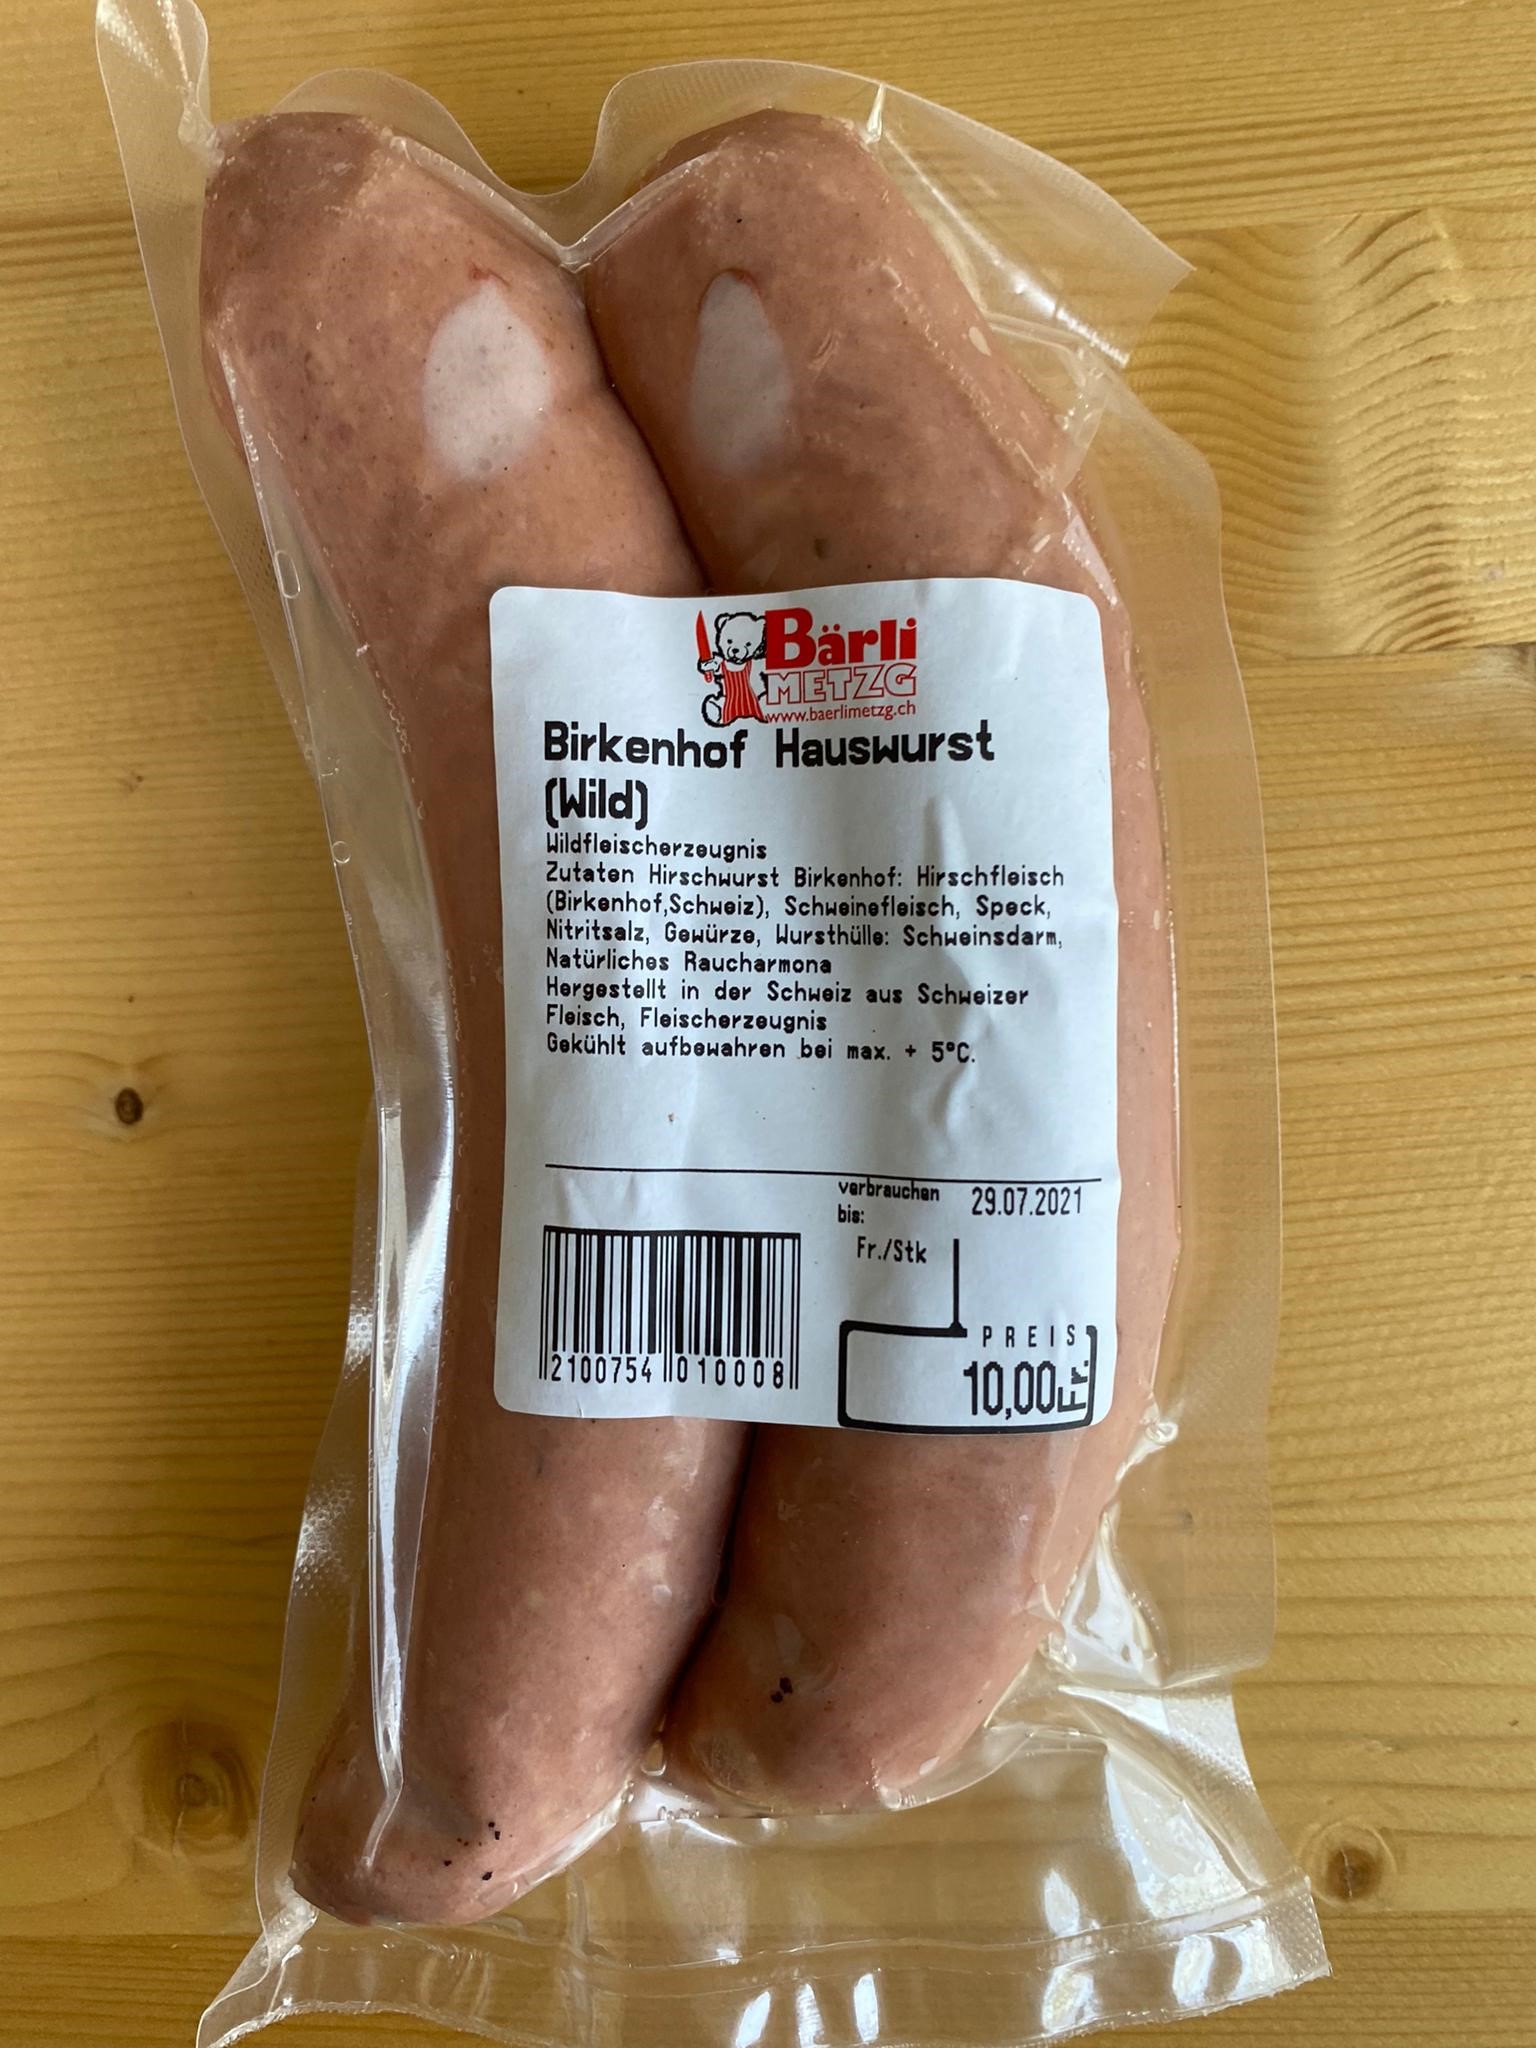 Bärli
METZG
www.baerlimetzg.ch
Birkenhof Hauswurst
(Wild)
Wildfleischerzeugnis
Zutaten Hirschwurst Birkenhof: Hirschfleisch
(Birkenhof,Schweiz), Schweinefleisch, Speck,
Nitritsalz, Gewürze, Wursthülle: Schweinsdarm,
Natürliches Raucharmona
Hergestellt in der Schweiz aus Schweizer
Fleisch, Fleischerzeugnis
Gekühlt aufbewahren bei max. + 5°C.
verbrauchen bis: 29.07.2021
Fr./Stk
PREIS
10,00 Fr.
2100754 010008